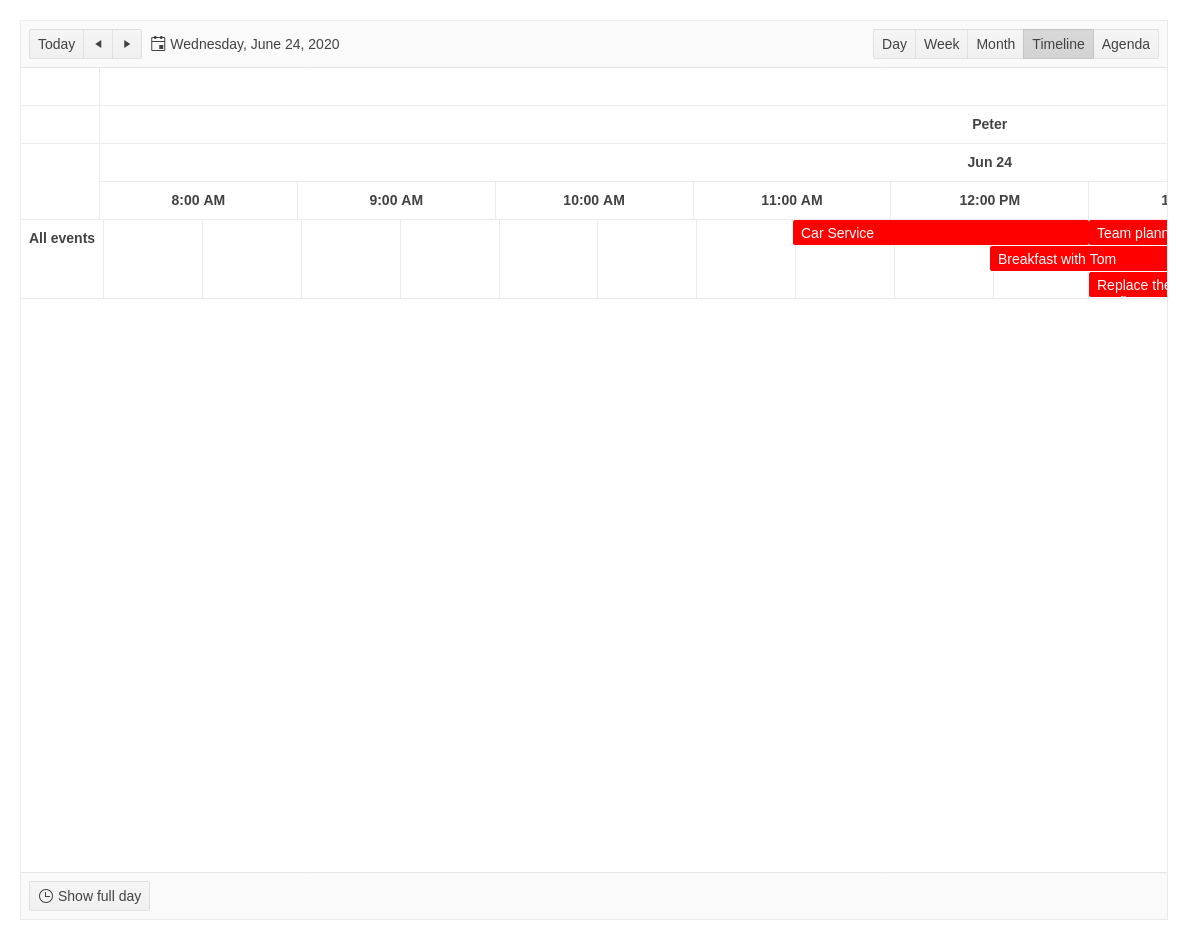 Today Wednesday, June 24, 2020 Day Week Month Timeline Agenda
Peter
Jun 24
8:00 AM 9:00 AM 10:00 AM 11:00 AM 12:00 PM
All events
Car Service Team
Breakfast with Tom
Replace the
Show full day